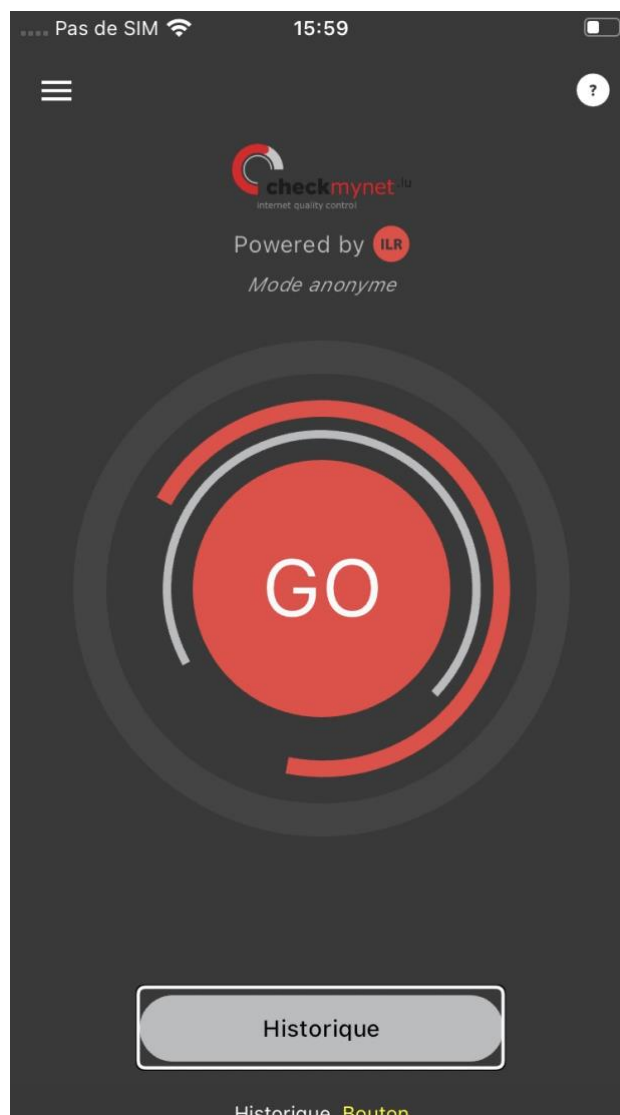 Pas de SIM 15:59
?
checkmynet.lu
internet quality control
Powered by ILR
Mode anonyme
GO
Historique
Historique Bouton